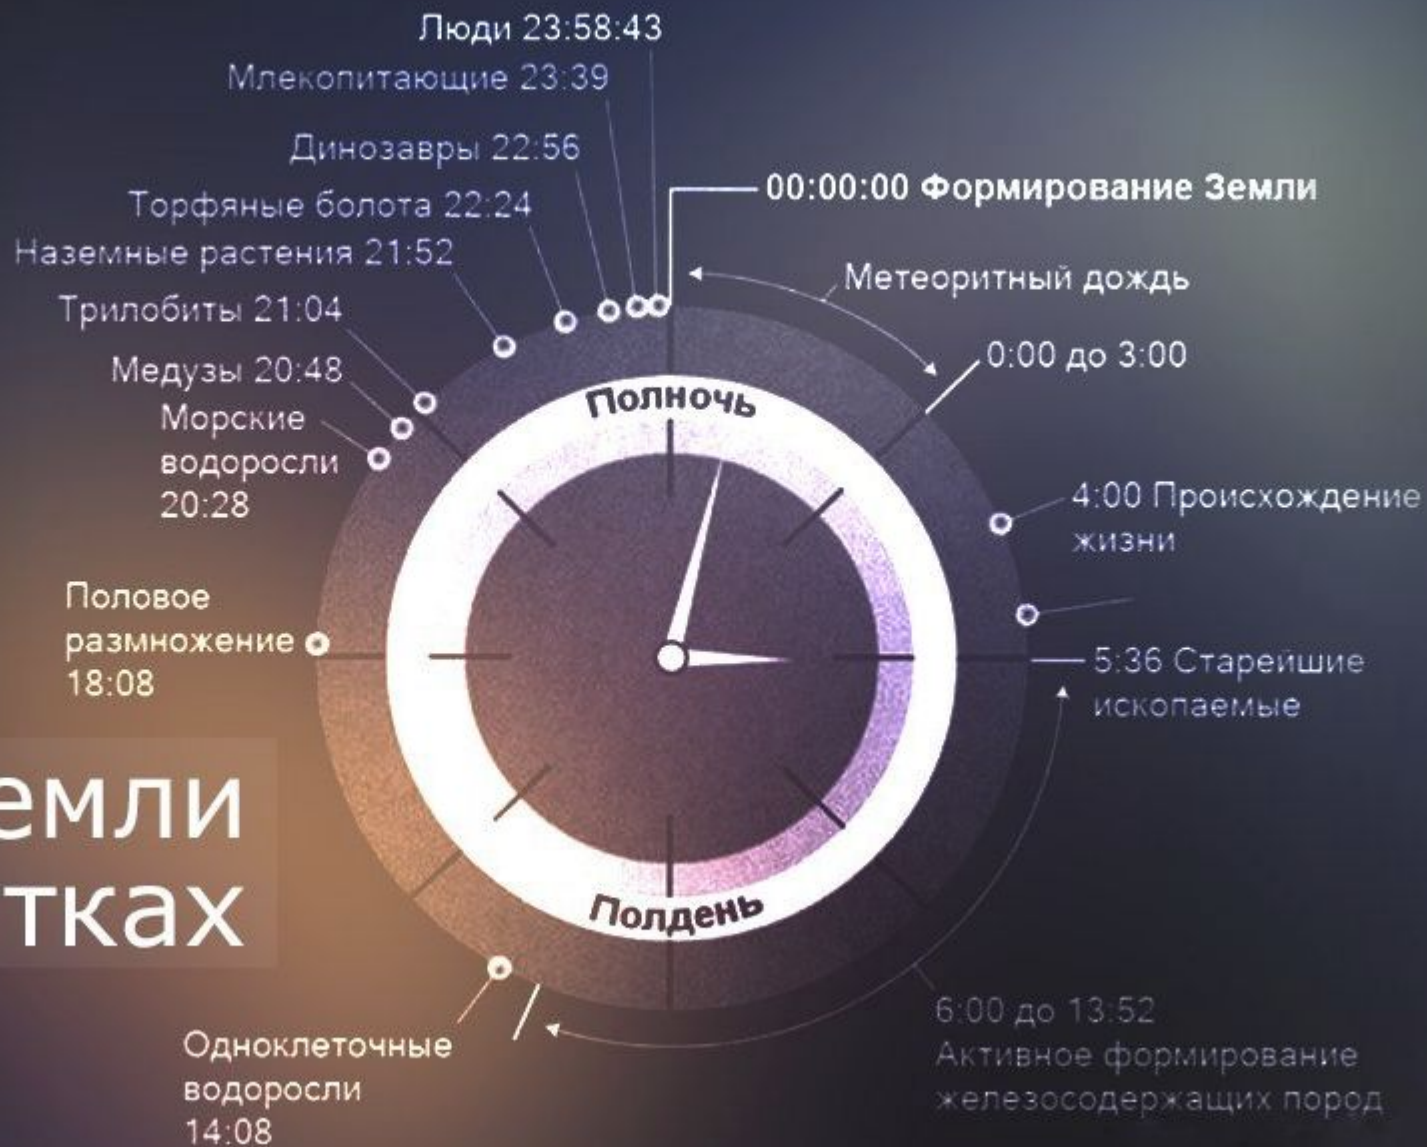 Люди 23:58:43
Млекопитающие 23:39
Динозавры 22:56
Торфяные болота 22:24
Наземные растения 21:52
Трилобиты 21:04
Медузы 20:48
Морские
водоросли
20:28
Половое
размножение
18:08
емли
тках
Одноклеточные
водоросли
14:08
00:00:00 Формирование Земли
Метеоритный дождь
0:00 до 3:00
4:00 Происхождение
жизни
5:36 Старейшие
ископаемые
6:00 до 13:52
Активное формирование
железосодержащих пород
Полночь
Полдень